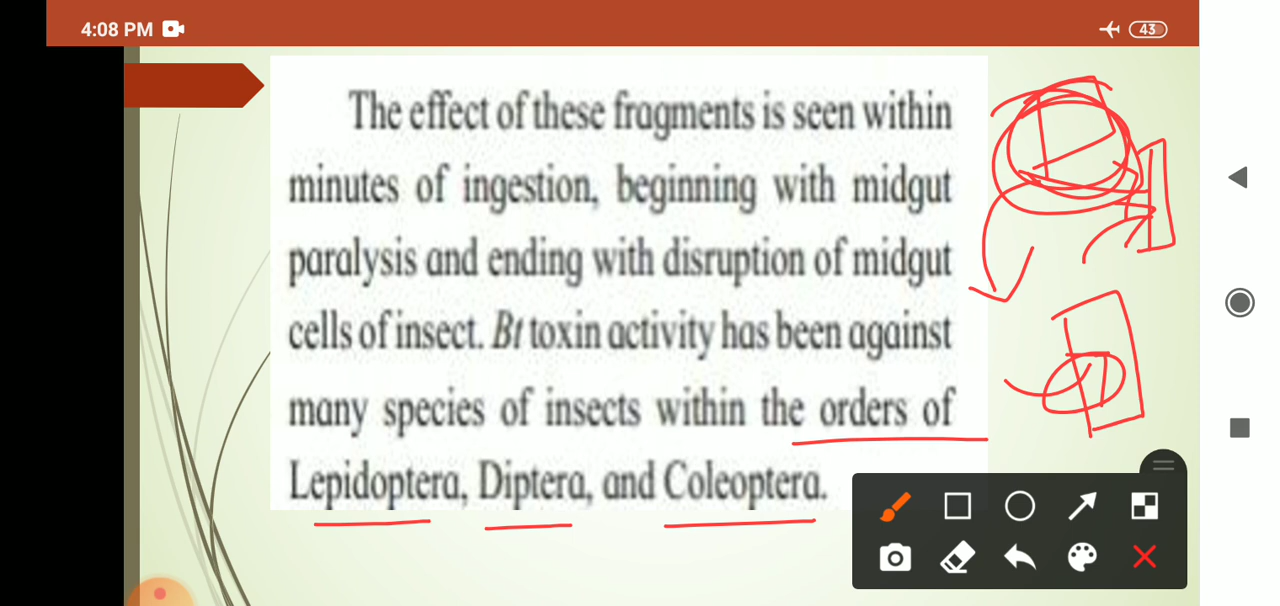 4:08 PM
43
The effect of these fragments is seen within
minutes of ingestion, beginning with midgut
paralysis and ending with disruption of midgut
cells of insect. Bt toxin activity has been against
many species of insects within the orders of
Lepidoptera, Diptera, and Coleoptera.